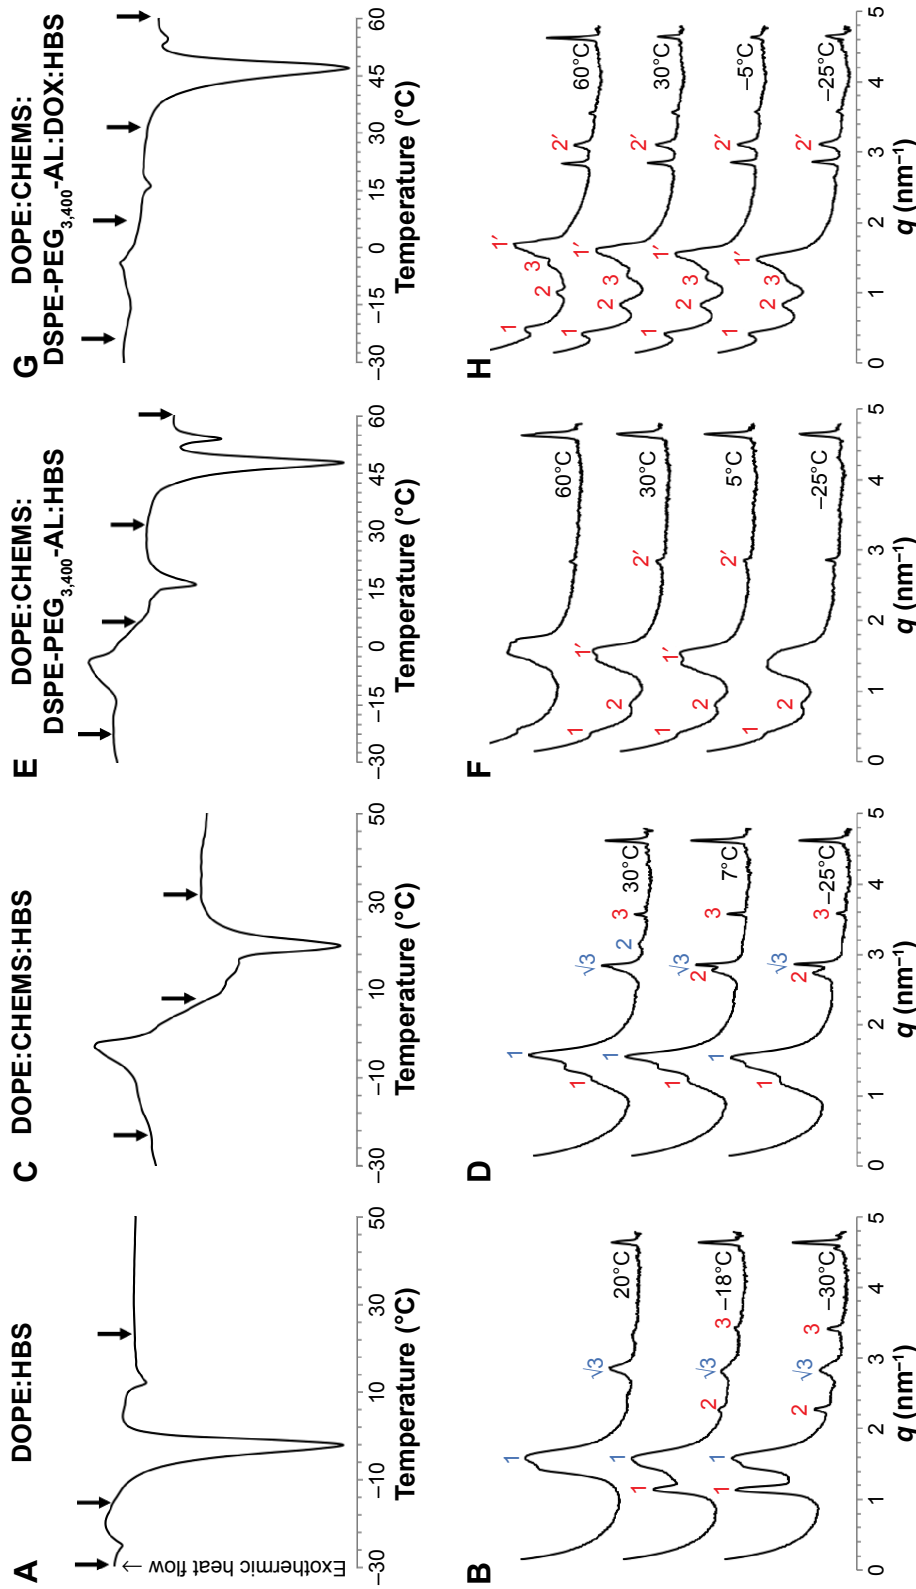 A DOPE:HBS
Exothermic heat flow →
–30 –10 10 30 50
Temperature (°C)
C DOPE:CHEMS:HBS
–30 –10 10 30 50
Temperature (°C)
E DOPE:CHEMS:
DSPE-PEG3,400-AL:HBS
–30 –15 0 15 30 45 60
Temperature (°C)
G DOPE:CHEMS:
DSPE-PEG3,400-AL:DOX:HBS
–30 –15 0 15 30 45 60
Temperature (°C)
B
1 √3 20°C
1 1 2 √3 3 –18°C
1 1 2 √3 3 –30°C
0 1 2 3 4 5
q (nm–1)
D
1 1 √3 2 3 30°C
1 1 2 √3 3 7°C
1 1 2 √3 3 –25°C
0 1 2 3 4 5
q (nm–1)
F
60°C
1 2 1′ 2′ 30°C
1 2 1′ 2′ 5°C
1 2 –25°C
0 1 2 3 4 5
q (nm–1)
H
1 2 3 1′ 2′ 60°C
1 2 3 1′ 2′ 30°C
1 2 3 1′ 2′ –5°C
1 2 3 1′ 2′ –25°C
0 1 2 3 4 5
q (nm–1)